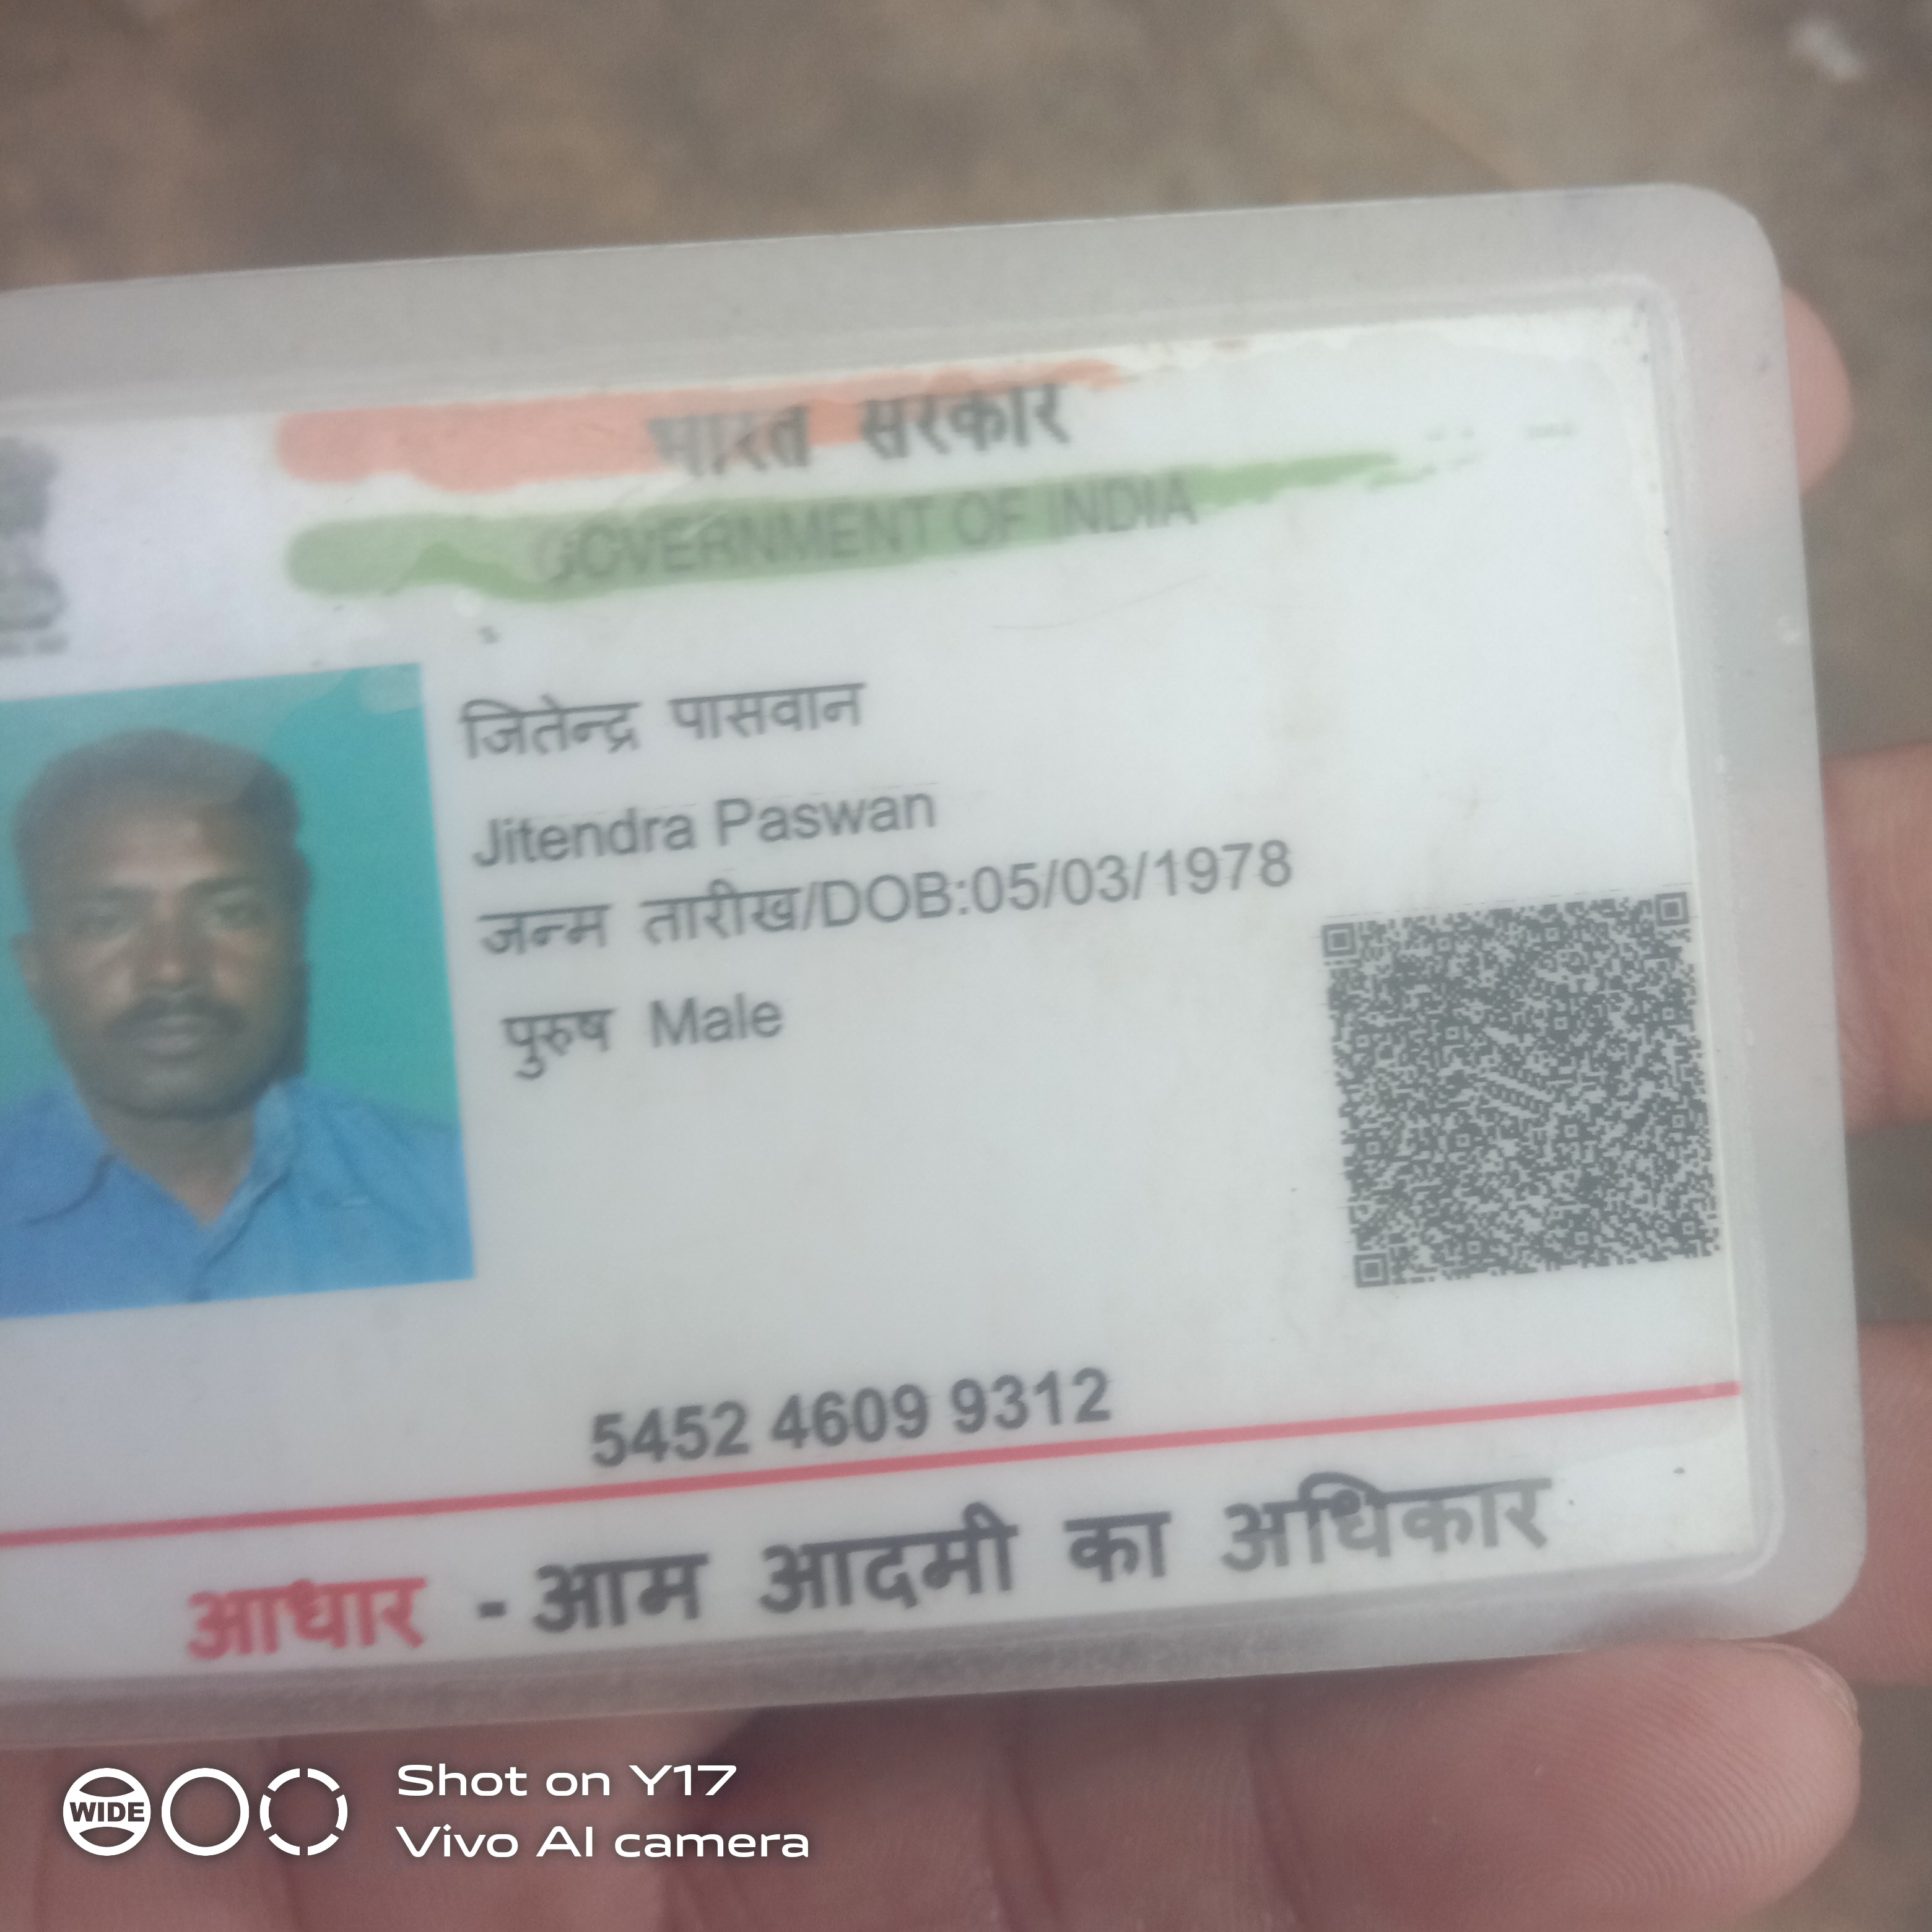 भारत सरकार
GOVERNMENT OF INDIA
जितेन्द्र पासवान
Jitendra Paswan
जन्म तारीख/DOB:05/03/1978
पुरुष Male
5452 4609 9312
आधार - आम आदमी का अधिकार
WIDE
Shot on Y17
Vivo AI camera